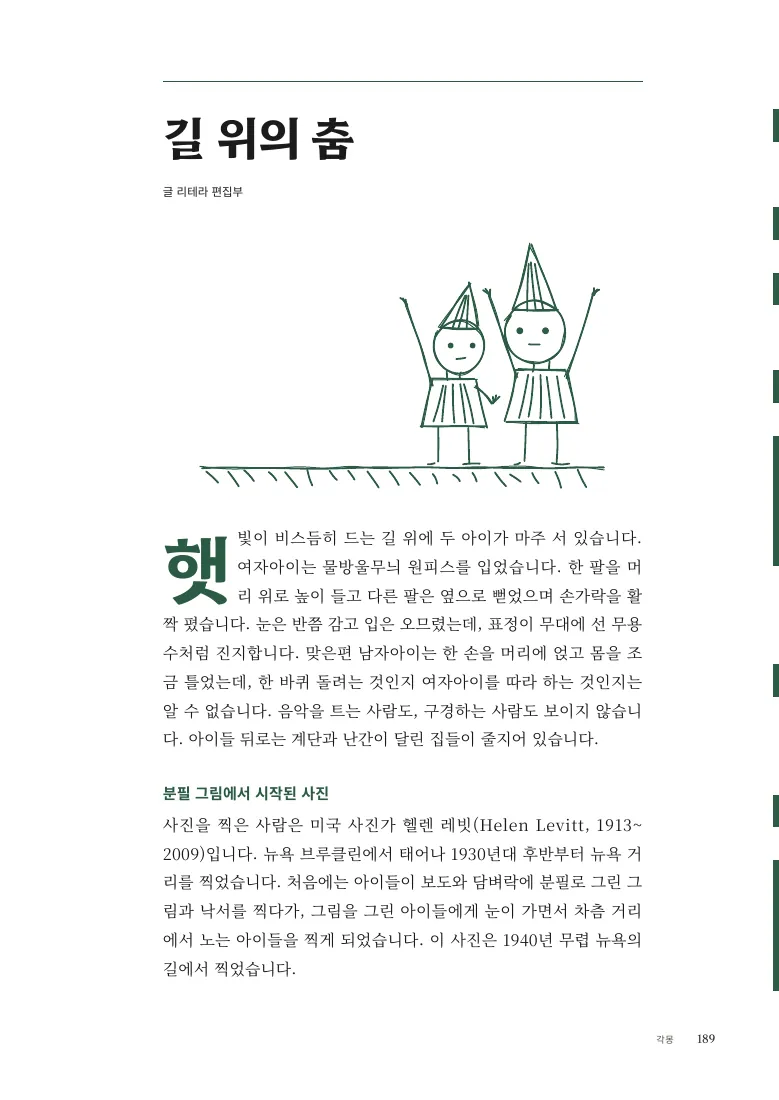 길 위의 춤
글 리테라 편집부
햇빛이 비스듬히 드는 길 위에 두 아이가 마주 서 있습니다.
여자아이는 물방울무늬 원피스를 입었습니다. 한 팔을 머
리 위로 높이 들고 다른 팔은 옆으로 뻗었으며 손가락을 활
짝 폈습니다. 눈은 반쯤 감고 입은 오므렸는데, 표정이 무대에 선 무용
수처럼 진지합니다. 맞은편 남자아이는 한 손을 머리에 얹고 몸을 조
금 틀었는데, 한 바퀴 돌려는 것인지 여자아이를 따라 하는 것인지는
알 수 없습니다. 음악을 트는 사람도, 구경하는 사람도 보이지 않습니
다. 아이들 뒤로는 계단과 난간이 달린 집들이 줄지어 있습니다.
분필 그림에서 시작된 사진
사진을 찍은 사람은 미국 사진가 헬렌 레빗(Helen Levitt, 1913~
2009)입니다. 뉴욕 브루클린에서 태어나 1930년대 후반부터 뉴욕 거
리를 찍었습니다. 처음에는 아이들이 보도와 담벼락에 분필로 그린 그
림과 낙서를 찍다가, 그림을 그린 아이들에게 눈이 가면서 차츰 거리
에서 노는 아이들을 찍게 되었습니다. 이 사진은 1940년 무렵 뉴욕의
길에서 찍었습니다.
각몽 189